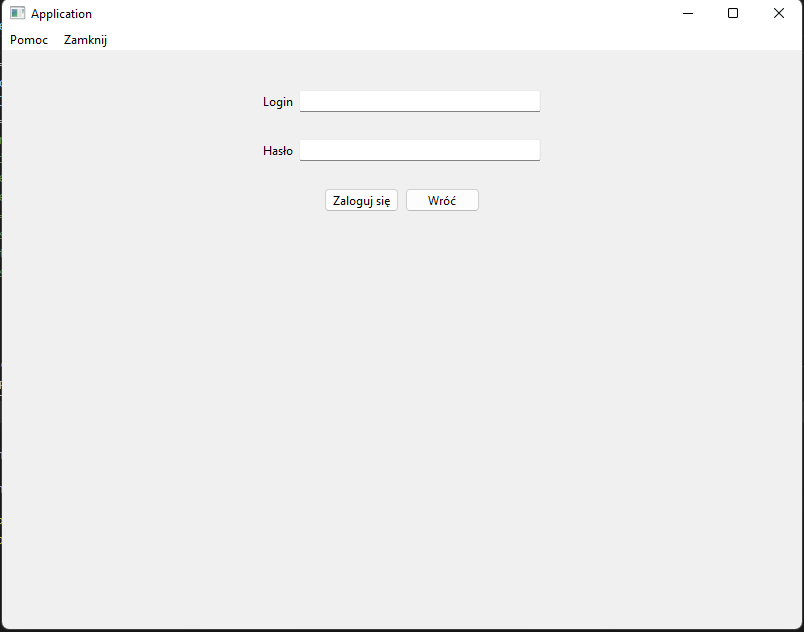 Application
Pomoc Zamknij
Login
Hasło
Zaloguj się Wróć